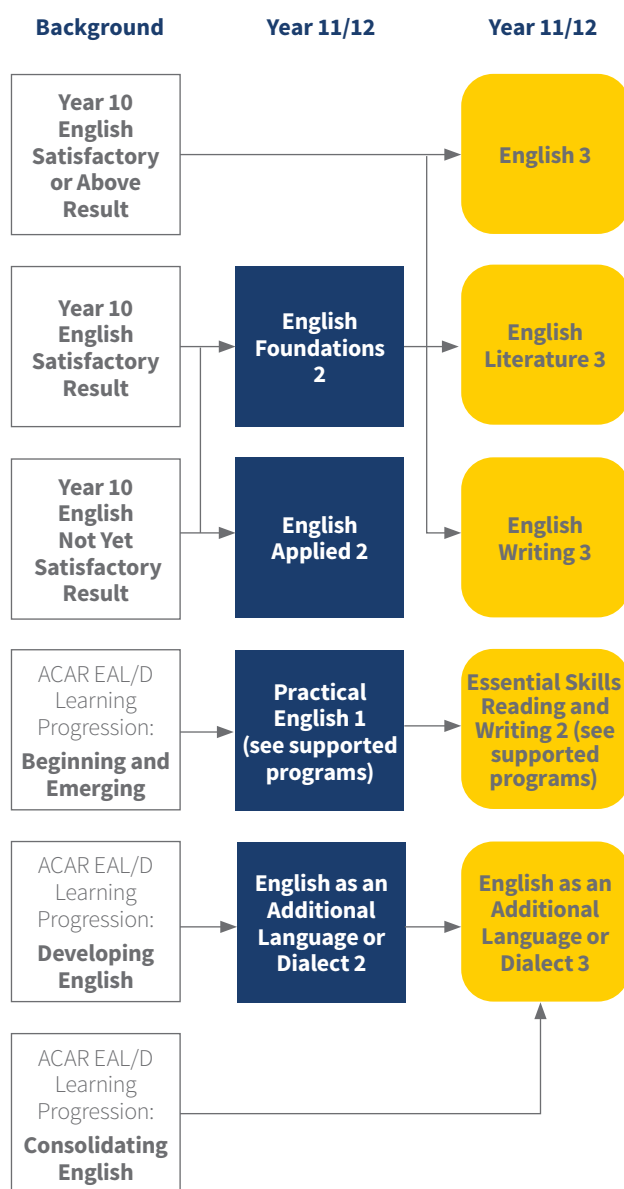 Background
Year 11/12
Year 11/12
Year 10
English
Satisfactory
or Above
Result
English 3
Year 10
English
Satisfactory
Result
English
Foundations
2
English
Literature 3
Year 10
English
Not Yet
Satisfactory
Result
English
Applied 2
English
Writing 3
ACAR EAL/D
Learning
Progression:
Beginning and
Emerging
Practical
English 1
(see supported
programs)
Essential Skills
Reading and
Writing 2 (see
supported
programs)
ACAR EAL/D
Learning
Progression:
Developing
English
English as an
Additional
Language or
Dialect 2
English as an
Additional
Language or
Dialect 3
ACAR EAL/D
Learning
Progression:
Consolidating
English